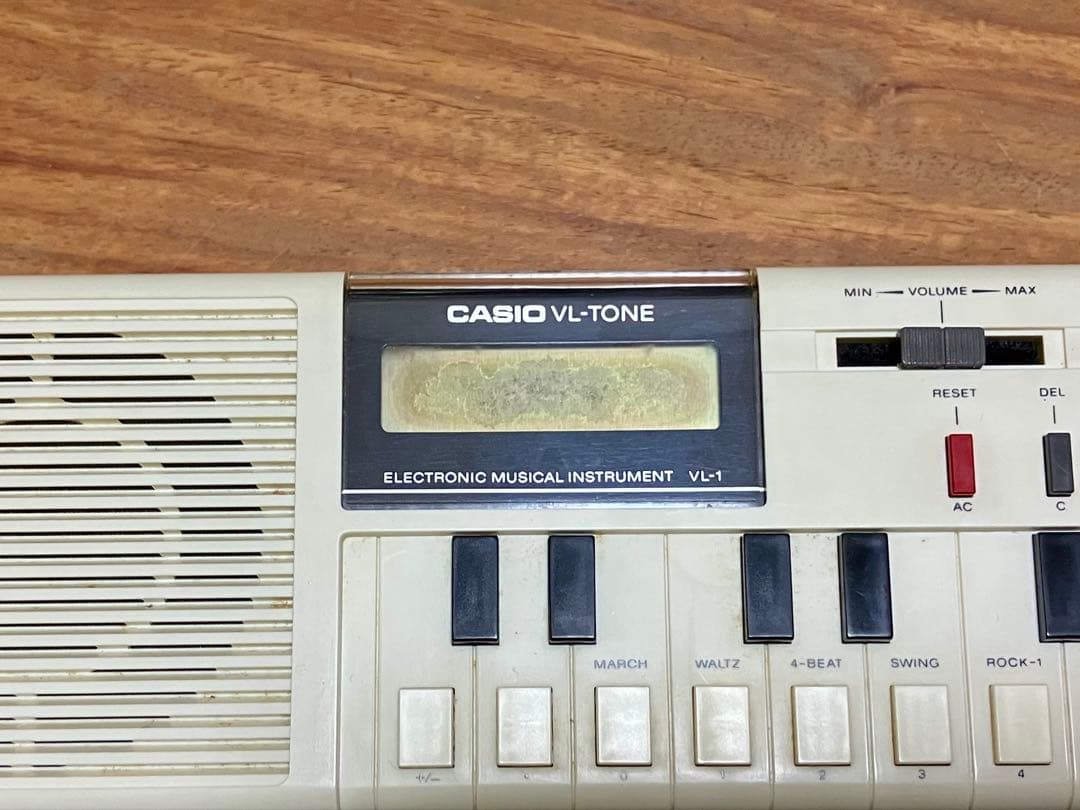 CASIO VL-TONE
MIN VOLUME MAX
RESET DEL
ELECTRONIC MUSICAL INSTRUMENT VL-1
AC C
MARCH WALTZ 4-BEAT SWING ROCK-1
+/- 0 1 2 3 4